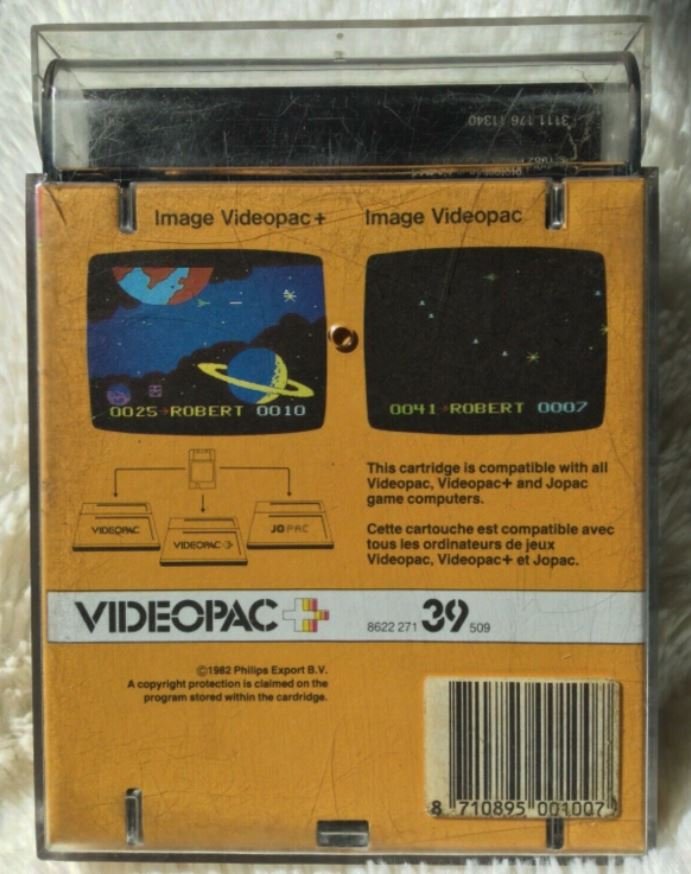 3111.176 11340
Image Videopac+
Image Videopac
0025 ROBERT 0010
0041 ROBERT 0007
VIDEOPAC
VIDEOPAC+
JOPAC
This cartridge is compatible with all
Videopac, Videopac+ and Jopac
game computers.
Cette cartouche est compatible avec
tous les ordinateurs de jeux
Videopac, Videopac+ et Jopac.
VIDEOPAC+ 8622 271 39 509
©1982 Philips Export B.V.
A copyright protection is claimed on the
program stored within the cardridge.
8 710895 001007